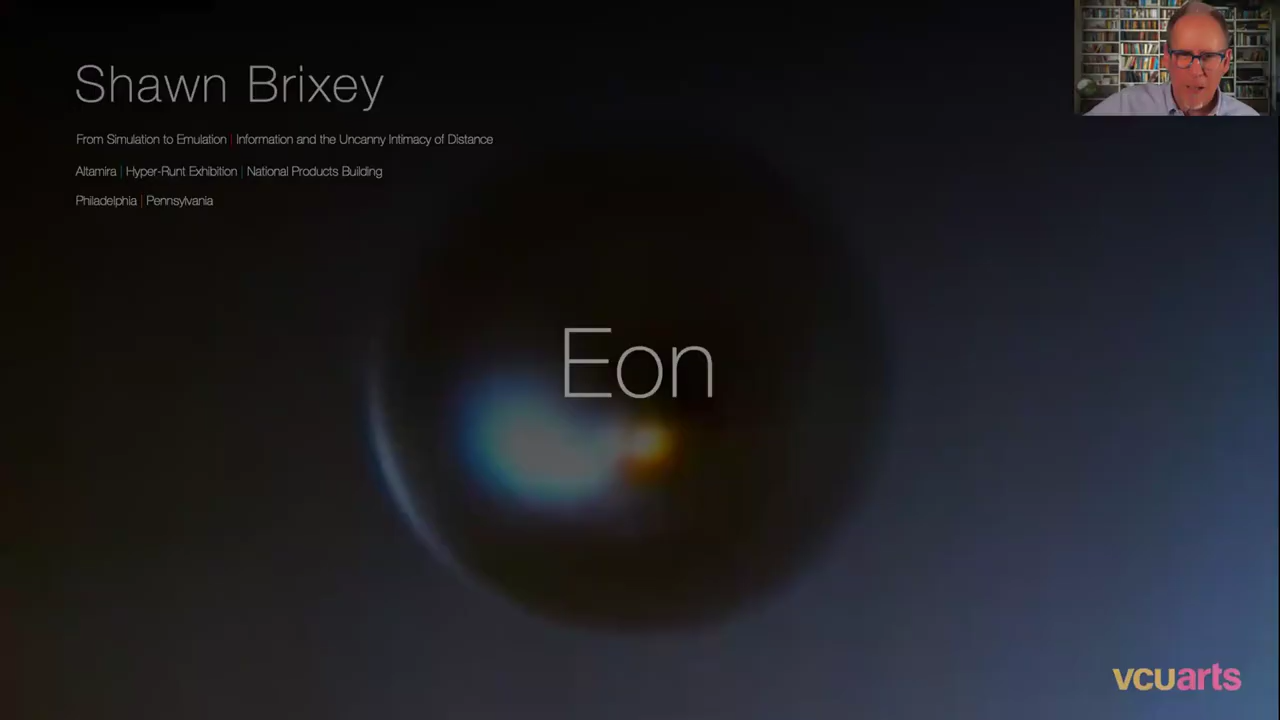 Shawn Brixey
From Simulation to Emulation | Information and the Uncanny Intimacy of Distance
Altamira | Hyper-Runt Exhibition | National Products Building
Philadelphia | Pennsylvania
Eon
vcuarts